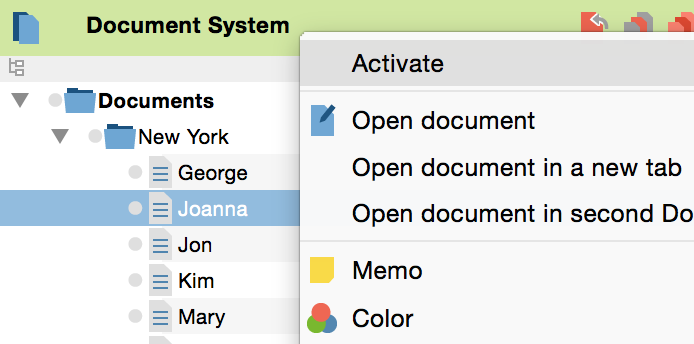 Document System
Documents
New York
George
Joanna
Jon
Kim
Mary
Activate
Open document
Open document in a new tab
Open document in second Do
Memo
Color